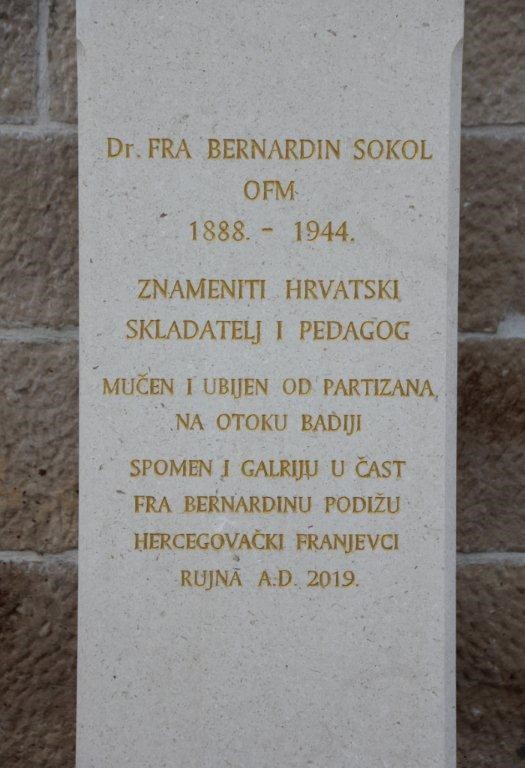 Dr. FRA BERNARDIN SOKOL
OFM
1888. - 1944.
ZNAMENITI HRVATSKI
SKLADATELJ I PEDAGOG
MUČEN I UBIJEN OD PARTIZANA
NA OTOKU BADIJI
SPOMEN I GALRIJU U ČAST
FRA BERNARDINU PODIŽU
HERCEGOVAČKI FRANJEVCI
RUJNA A.D. 2019.